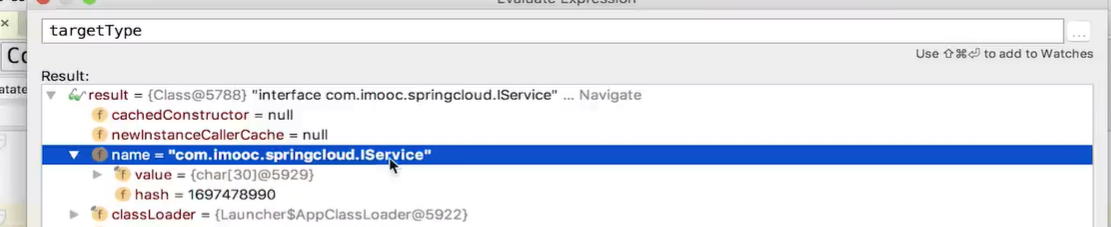 Evaluate Expression
targetType
...
Use ⇧⌘⏎ to add to Watches
Result:
result = {Class@5788} "interface com.imooc.springcloud.IService" ... Navigate
f cachedConstructor = null
f newInstanceCallerCache = null
f name = "com.imooc.springcloud.IService"
f value = {char[30]@5929}
f hash = 1697478990
f classLoader = {Launcher$AppClassLoader@5922}